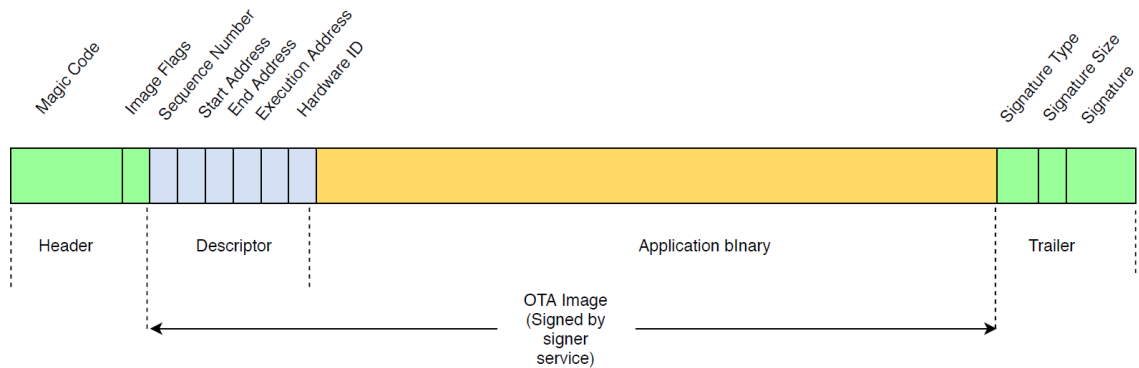 Magic Code
Image Flags
Sequence Number
Start Address
End Address
Execution Address
Hardware ID
Signature Type
Signature Size
Signature
Header
Descriptor
Application bInary
Trailer
OTA Image
(Signed by
signer
service)